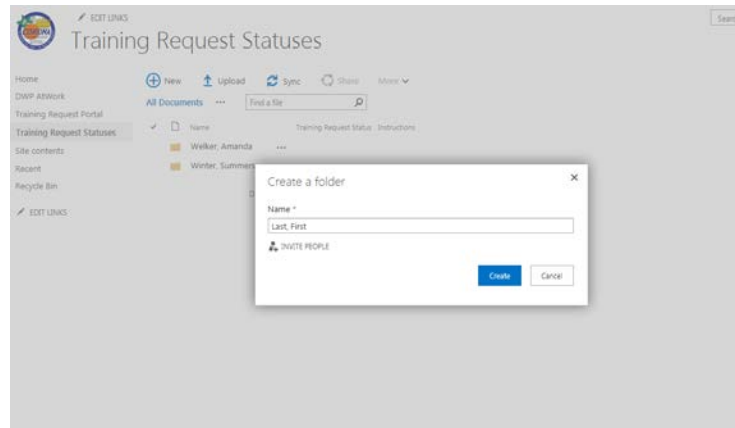 EDIT LINKS
Training Request Statuses
Home
DWP AtWork
Training Request Portal
Training Request Statuses
Site contents
Recent
Recycle Bin
EDIT LINKS
New Upload Sync Share More
All Documents ... Find a file
Name Training Request Status Instructions
Welker, Amanda ...
Winter, Summer
Create a folder
Name *
Last, First
INVITE PEOPLE
Create Cancel